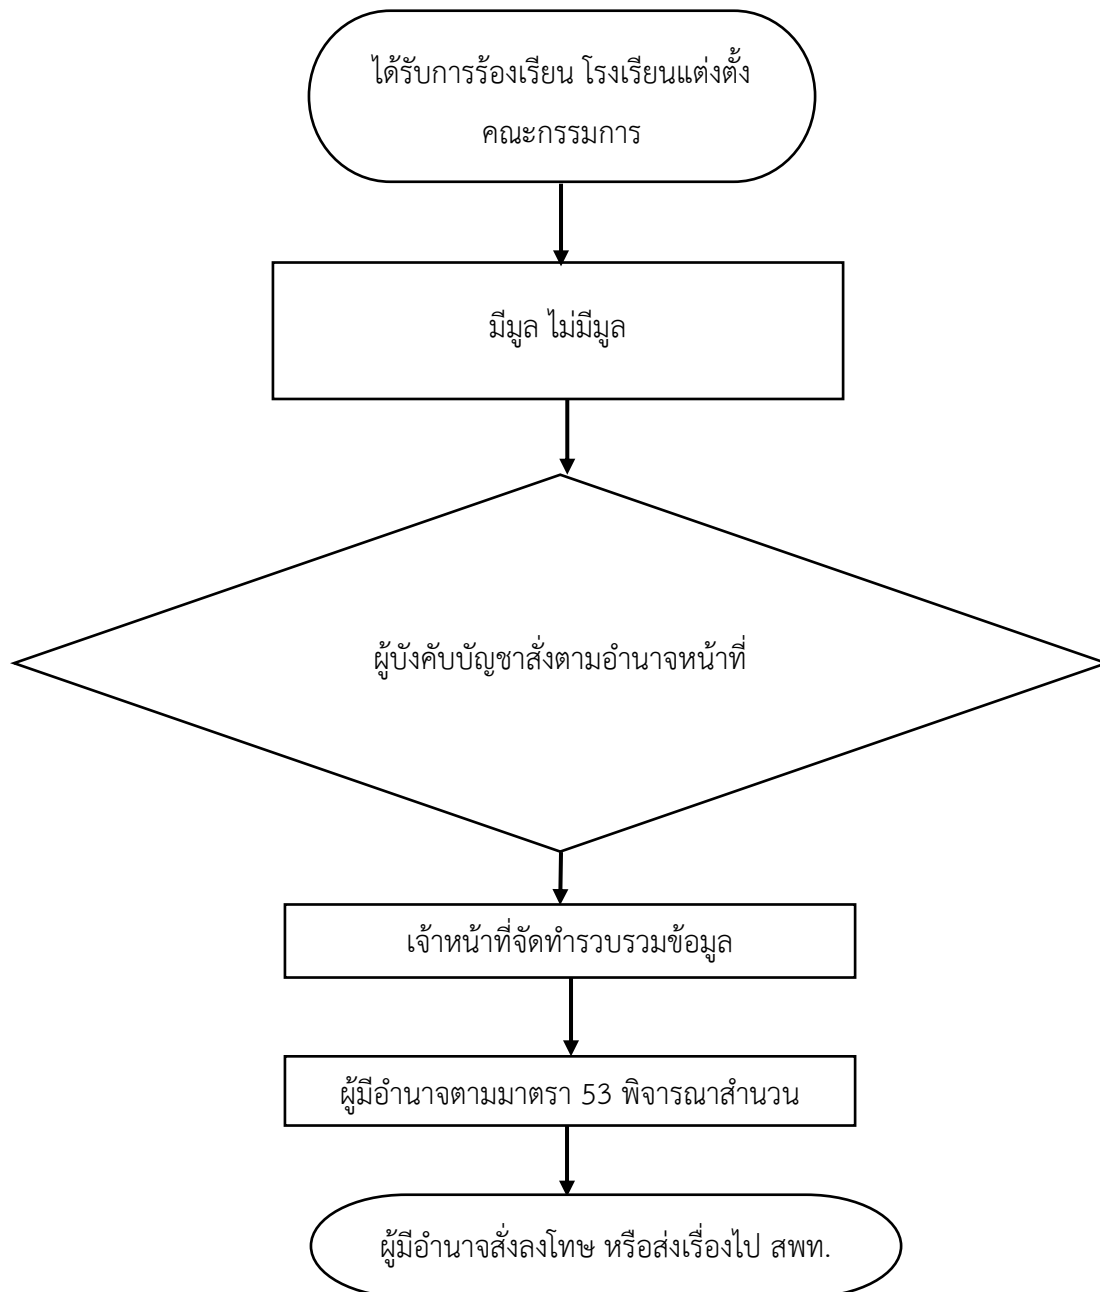 ได้รับการร้องเรียน โรงเรียนแต่งตั้ง
คณะกรรมการ
มีมูล ไม่มีมูล
ผู้บังคับบัญชาสั่งตามอำนาจหน้าที่
เจ้าหน้าที่จัดทำรวบรวมข้อมูล
ผู้มีอำนาจตามมาตรา 53 พิจารณาสำนวน
ผู้มีอำนาจสั่งลงโทษ หรือส่งเรื่องไป สพท.